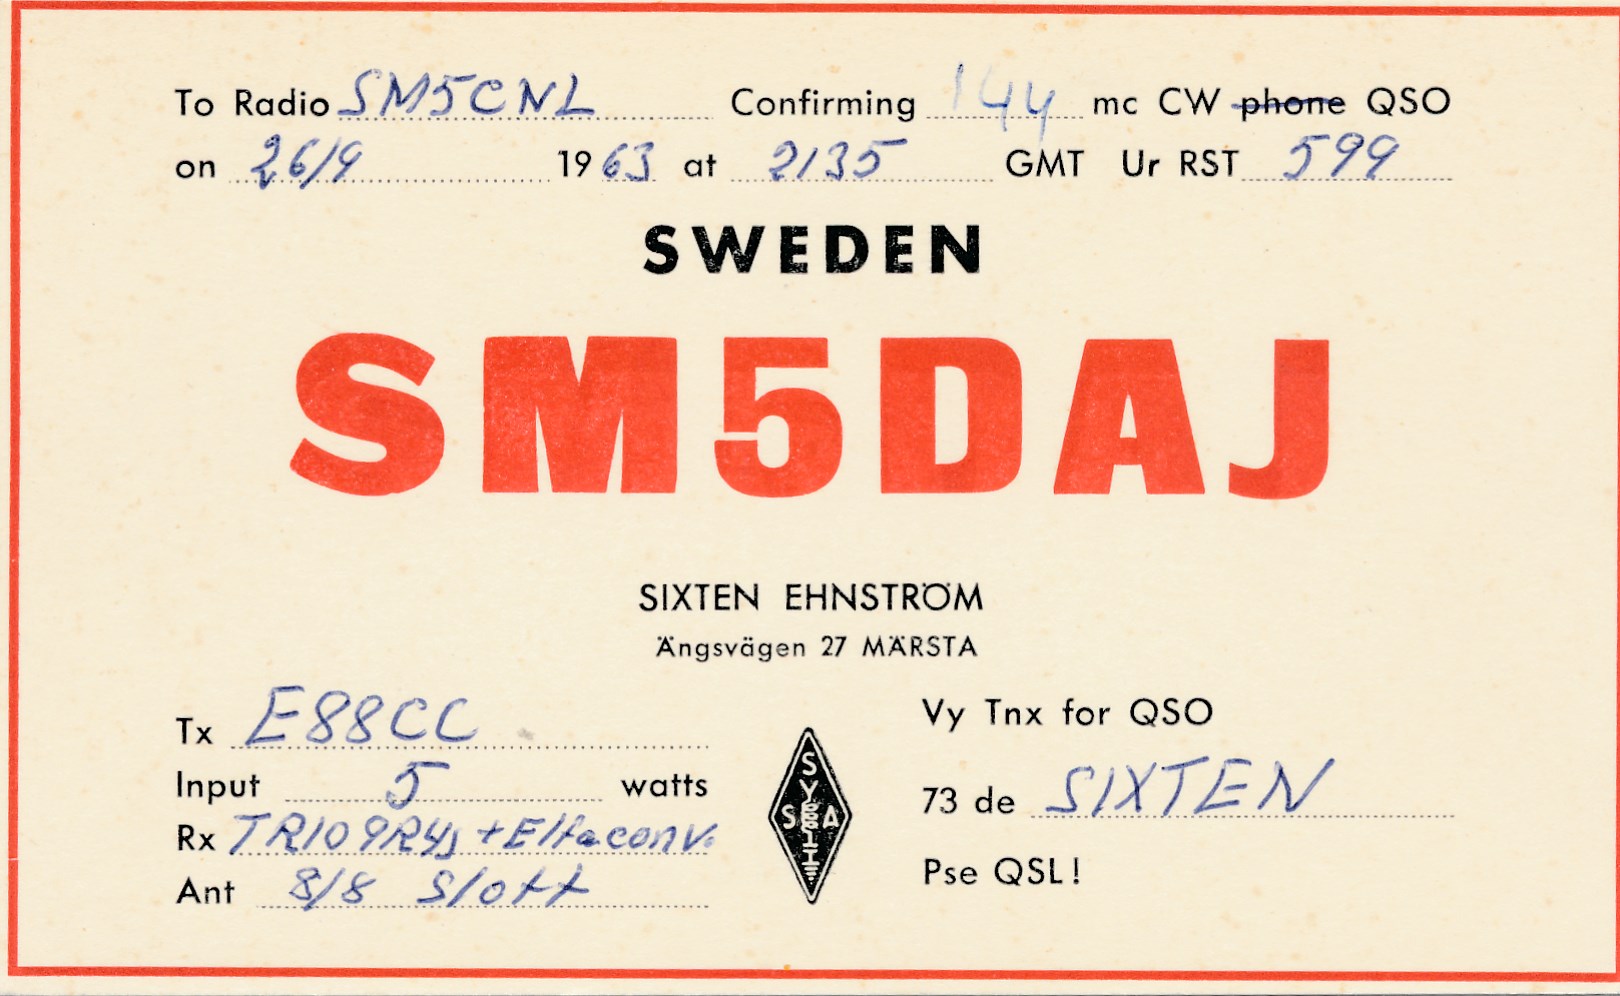 To Radio SM5CNL Confirming 144 mc CW phone QSO
on 26/9 1963 at 2135 GMT Ur RST 599
SWEDEN
SM5DAJ
SIXTEN EHNSTRÖM
Ängsvägen 27 MÄRSTA
Tx E88CC
Input 5 watts
Rx + Elfa conv.
Ant 8/8 Slott
S
S A
Vy Tnx for QSO
73 de SIXTEN
Pse QSL!